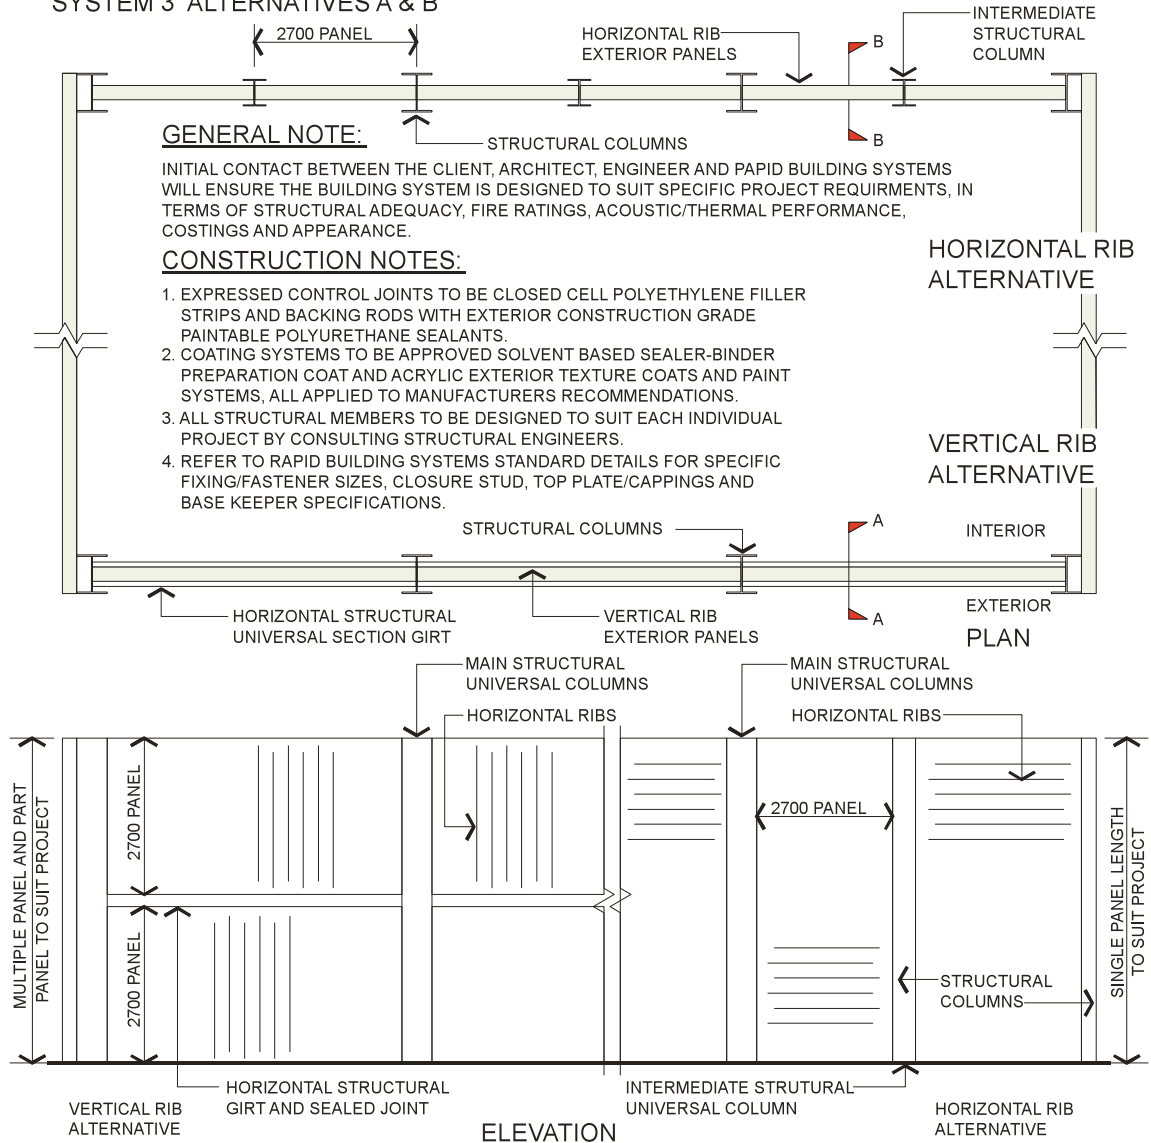 SYSTEM 3 ALTERNATIVES A & B
2700 PANEL
HORIZONTAL RIB
EXTERIOR PANELS
B
INTERMEDIATE
STRUCTURAL
COLUMN
GENERAL NOTE:
STRUCTURAL COLUMNS
B
INITIAL CONTACT BETWEEN THE CLIENT, ARCHITECT, ENGINEER AND PAPID BUILDING SYSTEMS
WILL ENSURE THE BUILDING SYSTEM IS DESIGNED TO SUIT SPECIFIC PROJECT REQUIRMENTS, IN
TERMS OF STRUCTURAL ADEQUACY, FIRE RATINGS, ACOUSTIC/THERMAL PERFORMANCE,
COSTINGS AND APPEARANCE.
CONSTRUCTION NOTES:
HORIZONTAL RIB
ALTERNATIVE
1. EXPRESSED CONTROL JOINTS TO BE CLOSED CELL POLYETHYLENE FILLER
STRIPS AND BACKING RODS WITH EXTERIOR CONSTRUCTION GRADE
PAINTABLE POLYURETHANE SEALANTS.
2. COATING SYSTEMS TO BE APPROVED SOLVENT BASED SEALER-BINDER
PREPARATION COAT AND ACRYLIC EXTERIOR TEXTURE COATS AND PAINT
SYSTEMS, ALL APPLIED TO MANUFACTURERS RECOMMENDATIONS.
3. ALL STRUCTURAL MEMBERS TO BE DESIGNED TO SUIT EACH INDIVIDUAL
PROJECT BY CONSULTING STRUCTURAL ENGINEERS.
4. REFER TO RAPID BUILDING SYSTEMS STANDARD DETAILS FOR SPECIFIC
FIXING/FASTENER SIZES, CLOSURE STUD, TOP PLATE/CAPPINGS AND
BASE KEEPER SPECIFICATIONS.
VERTICAL RIB
ALTERNATIVE
STRUCTURAL COLUMNS
A
INTERIOR
HORIZONTAL STRUCTURAL
UNIVERSAL SECTION GIRT
VERTICAL RIB
EXTERIOR PANELS
A
EXTERIOR
PLAN
MAIN STRUCTURAL
UNIVERSAL COLUMNS
MAIN STRUCTURAL
UNIVERSAL COLUMNS
HORIZONTAL RIBS
HORIZONTAL RIBS
MULTIPLE PANEL AND PART
PANEL TO SUIT PROJECT
2700 PANEL
2700 PANEL
2700 PANEL
SINGLE PANEL LENGTH
TO SUIT PROJECT
STRUCTURAL
COLUMNS
HORIZONTAL STRUCTURAL
GIRT AND SEALED JOINT
INTERMEDIATE STRUTURAL
UNIVERSAL COLUMN
VERTICAL RIB
ALTERNATIVE
HORIZONTAL RIB
ALTERNATIVE
ELEVATION